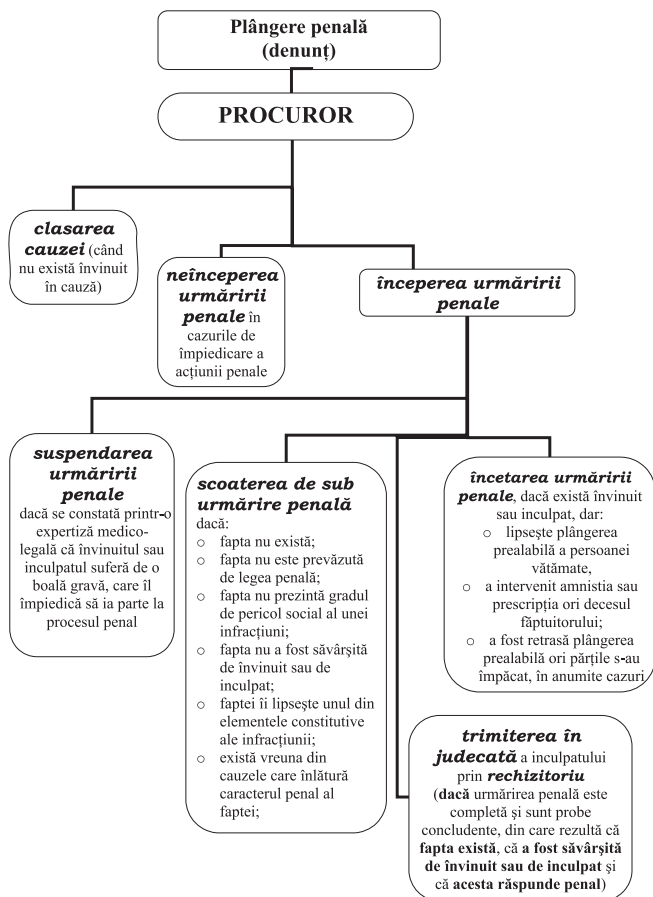 Plângere penală
(denunț)
PROCUROR
clasarea
cauzei (când
nu există învinuit
în cauză)
neînceperea
urmăririi
penale în
cazurile de
împiedicare a
acțiunii penale
începerea urmăririi
penale
suspendarea
urmăririi
penale
dacă se constată printr-o
expertiză medico-
legală că învinuitul sau
inculpatul suferă de o
boală gravă, care îl
împiedică să ia parte la
procesul penal
scoaterea de sub
urmărire penală
dacă:
o fapta nu există;
o fapta nu este prevăzută
de legea penală;
o fapta nu prezintă gradul
de pericol social al unei
infracțiuni;
o fapta nu a fost săvârșită
de învinuit sau de
inculpat;
o faptei îi lipsește unul din
elementele constitutive
ale infracțiunii;
o există vreuna din
cauzele care înlătură
caracterul penal al
faptei;
încetarea urmăririi
penale, dacă există învinuit
sau inculpat, dar:
o lipsește plângerea
prealabilă a persoanei
vătămate,
o a intervenit amnistia sau
prescripția ori decesul
făptuitorului;
o a fost retrasă plângerea
prealabilă ori părțile s-au
împăcat, în anumite cazuri
trimiterea în
judecată a inculpatului
prin rechizitoriu
(dacă urmărirea penală este
completă și sunt probe
concludente, din care rezultă că
fapta există, că a fost săvârșită
de învinuit sau de inculpat și
că acesta răspunde penal)